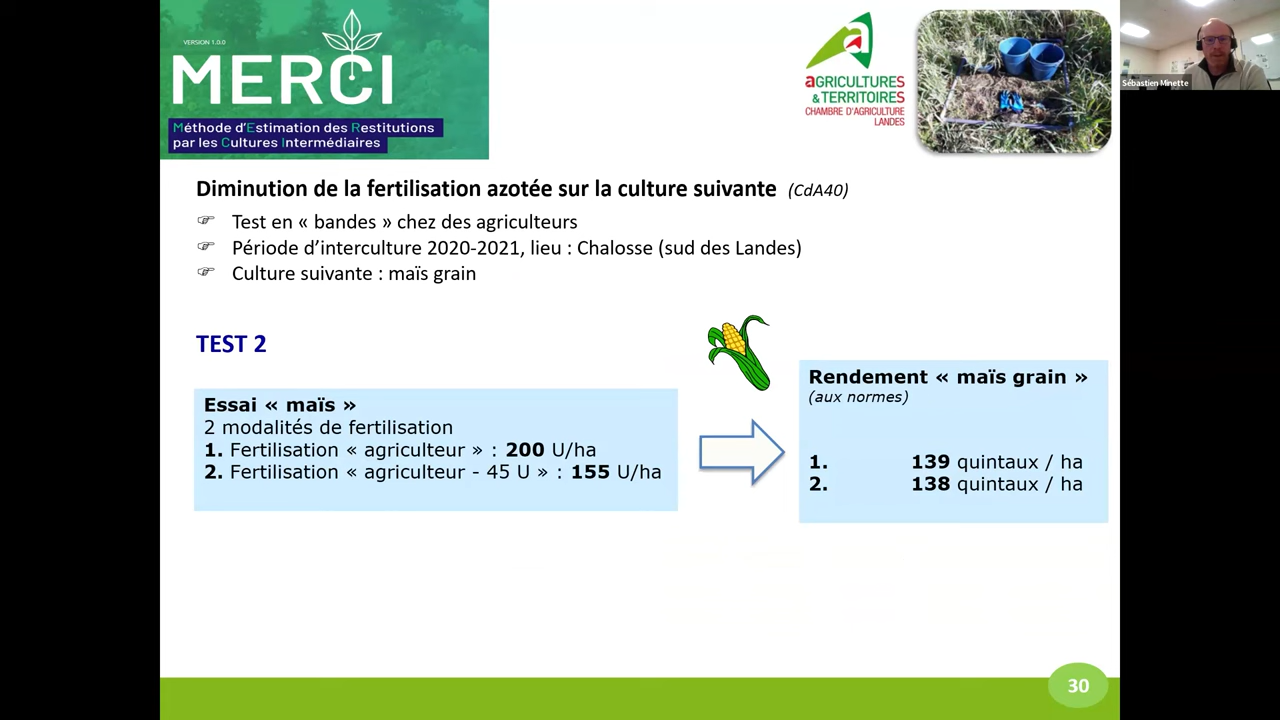 VERSION 1.0.0
MERCI
Méthode d'Estimation des Restitutions
par les Cultures Intermédiaires
aGRICULTURES
& TERRITOIRES
CHAMBRE D'AGRICULTURE
LANDES
Sébastien Minette
Diminution de la fertilisation azotée sur la culture suivante (CdA40)
☞ Test en « bandes » chez des agriculteurs
☞ Période d'interculture 2020-2021, lieu : Chalosse (sud des Landes)
☞ Culture suivante : maïs grain
TEST 2
Essai « maïs »
2 modalités de fertilisation
1. Fertilisation « agriculteur » : 200 U/ha
2. Fertilisation « agriculteur - 45 U » : 155 U/ha
Rendement « maïs grain »
(aux normes)
1. 139 quintaux / ha
2. 138 quintaux / ha
30